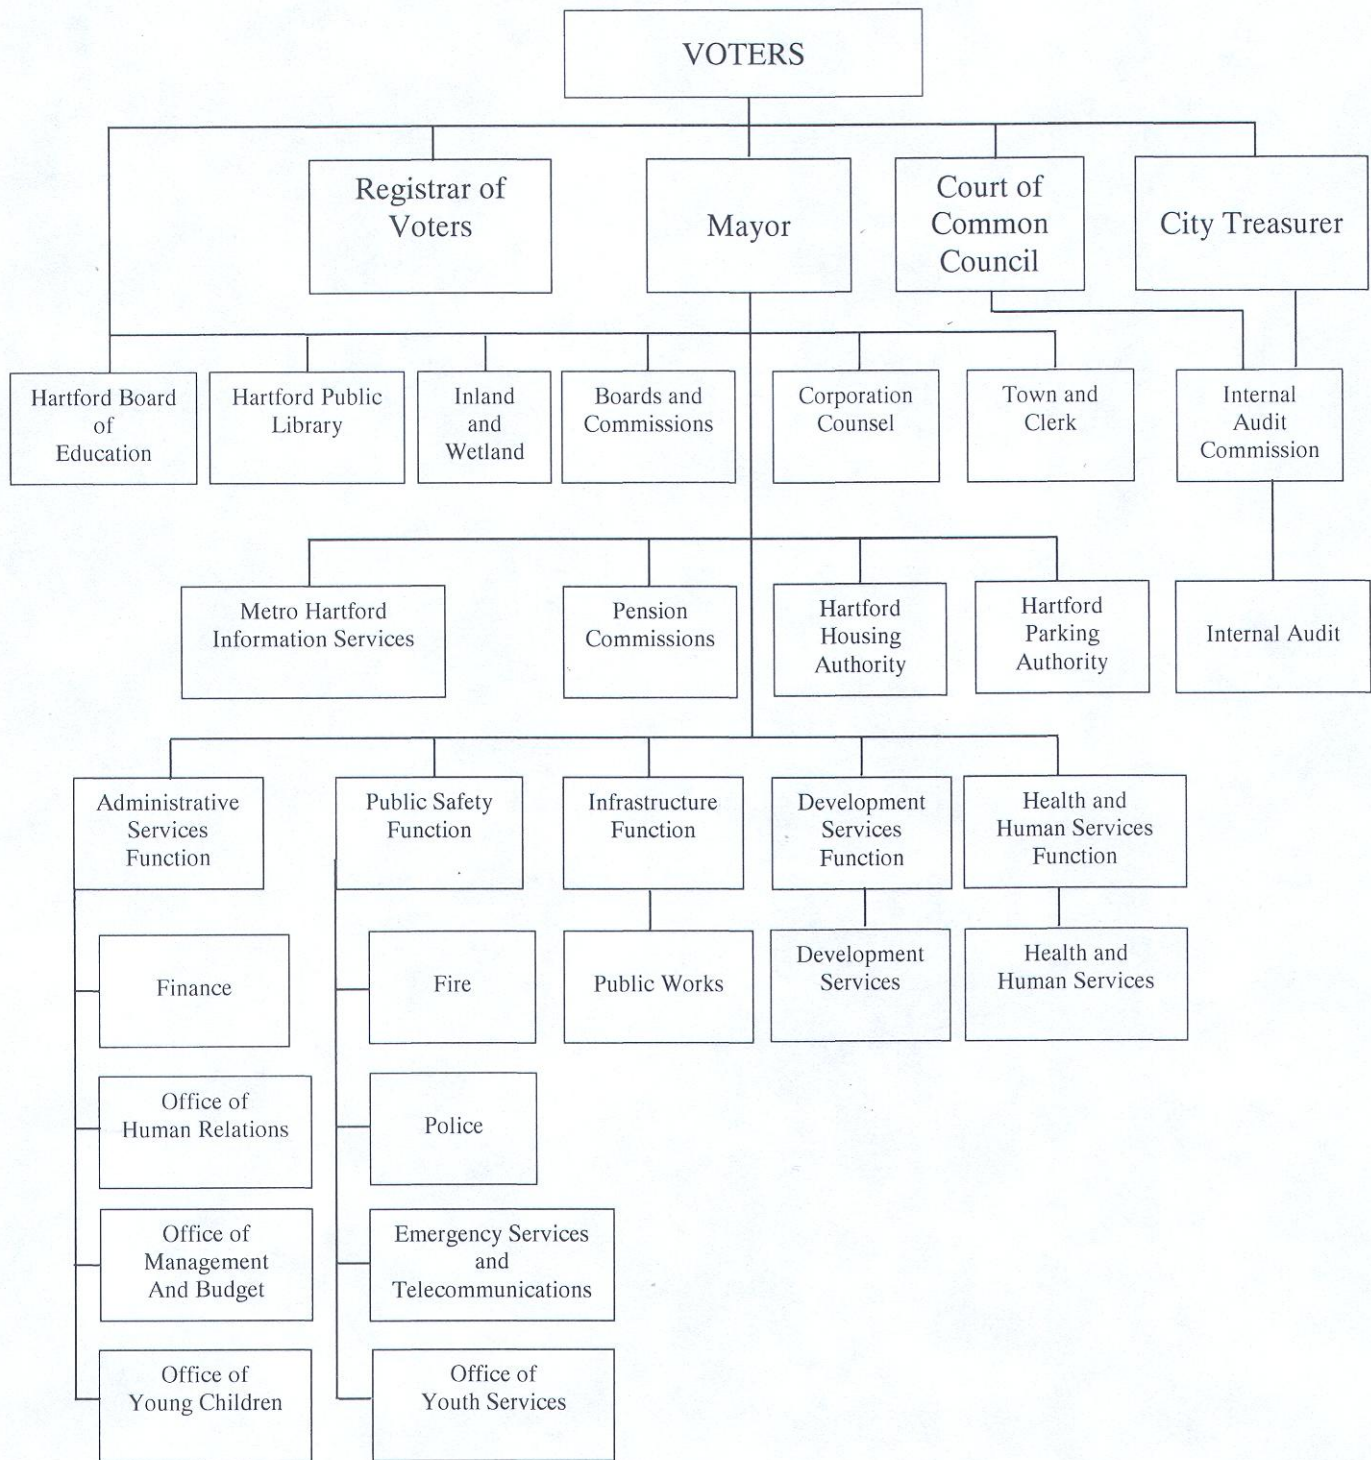 VOTERS
Registrar of
Voters
Mayor
Court of
Common
Council
City Treasurer
Hartford Board
of
Education
Hartford Public
Library
Inland
and
Wetland
Boards and
Commissions
Corporation
Counsel
Town and
Clerk
Internal
Audit
Commission
Metro Hartford
Information Services
Pension
Commissions
Hartford
Housing
Authority
Hartford
Parking
Authority
Internal Audit
Administrative
Services
Function
Public Safety
Function
Infrastructure
Function
Development
Services
Function
Health and
Human Services
Function
Finance
Fire
Public Works
Development
Services
Health and
Human Services
Office of
Human Relations
Police
Office of
Management
And Budget
Emergency Services
and
Telecommunications
Office of
Young Children
Office of
Youth Services